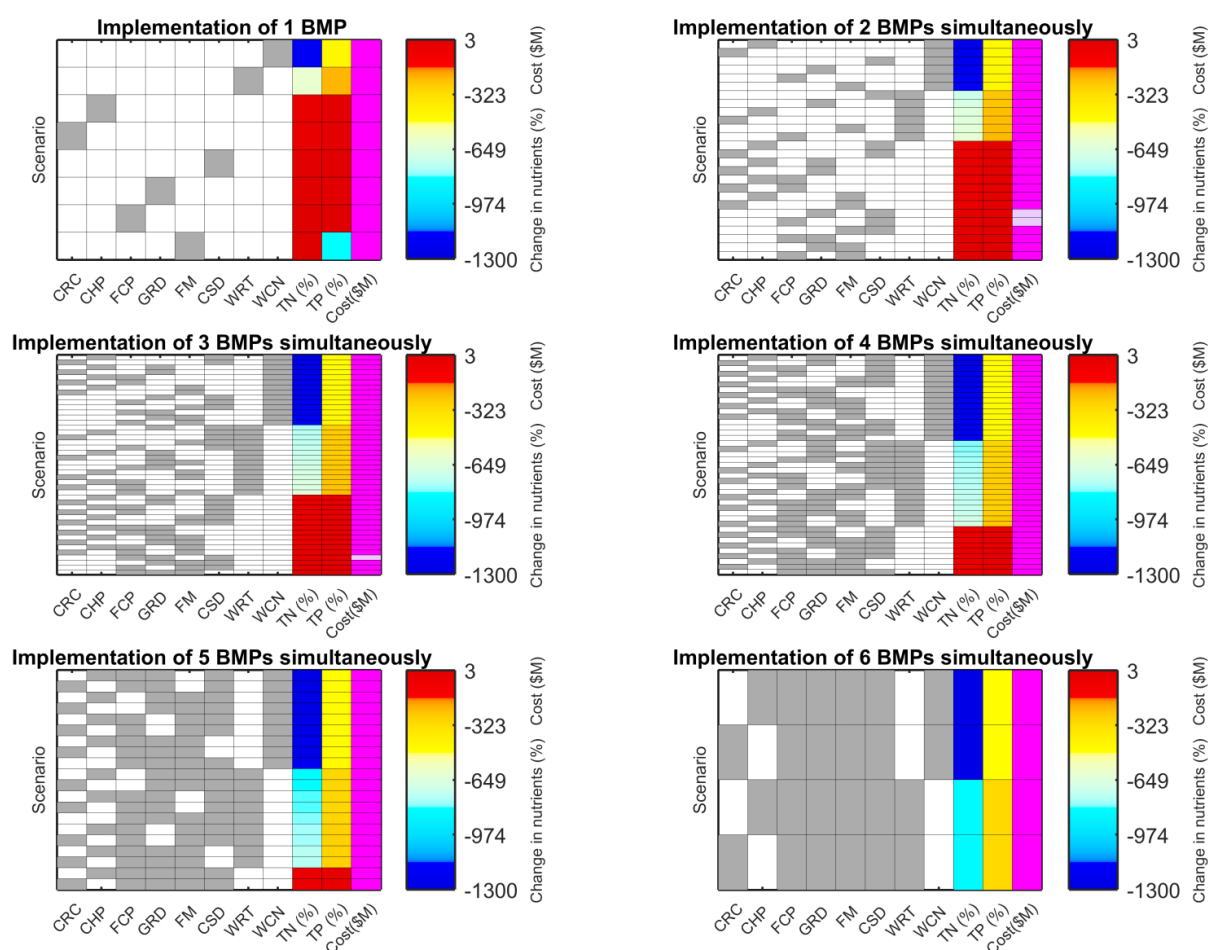 Implementation of 1 BMP
Scenario
CRC
CHP
FCP
GRD
FM
CSD
WRT
WCN
TN (%)
TP (%)
Cost($M)
3
-323
-649
-974
-1300
Change in nutrients (%) Cost ($M)
Implementation of 2 BMPs simultaneously
Scenario
CRC
CHP
FCP
GRD
FM
CSD
WRT
WCN
TN (%)
TP (%)
Cost($M)
3
-323
-649
-974
-1300
Change in nutrients (%) Cost ($M)
Implementation of 3 BMPs simultaneously
Scenario
CRC
CHP
FCP
GRD
FM
CSD
WRT
WCN
TN (%)
TP (%)
Cost($M)
3
-323
-649
-974
-1300
Change in nutrients (%) Cost ($M)
Implementation of 4 BMPs simultaneously
Scenario
CRC
CHP
FCP
GRD
FM
CSD
WRT
WCN
TN (%)
TP (%)
Cost($M)
3
-323
-649
-974
-1300
Change in nutrients (%) Cost ($M)
Implementation of 5 BMPs simultaneously
Scenario
CRC
CHP
FCP
GRD
FM
CSD
WRT
WCN
TN (%)
TP (%)
Cost($M)
3
-323
-649
-974
-1300
Change in nutrients (%) Cost ($M)
Implementation of 6 BMPs simultaneously
Scenario
CRC
CHP
FCP
GRD
FM
CSD
WRT
WCN
TN (%)
TP (%)
Cost($M)
3
-323
-649
-974
-1300
Change in nutrients (%) Cost ($M)